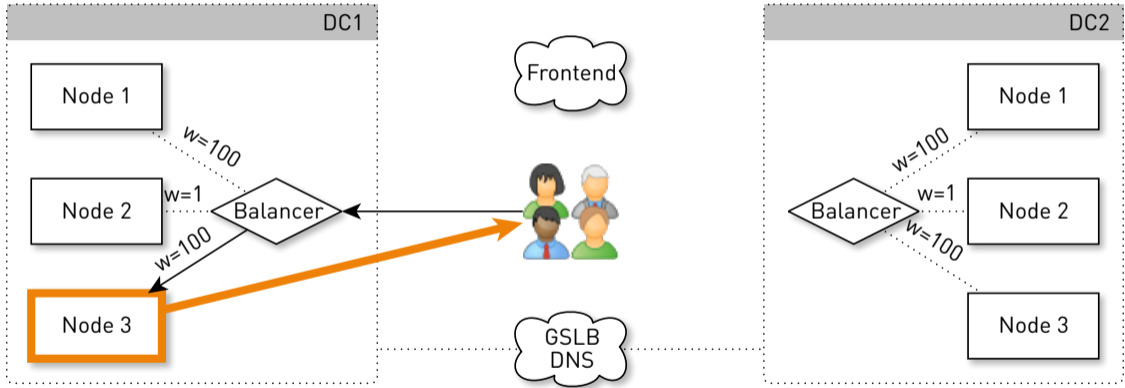 DC1
Node 1
w=100
Node 2
w=1
Balancer
w=100
Node 3
Frontend
GSLB
DNS
DC2
Node 1
w=100
Balancer
w=1
Node 2
w=100
Node 3